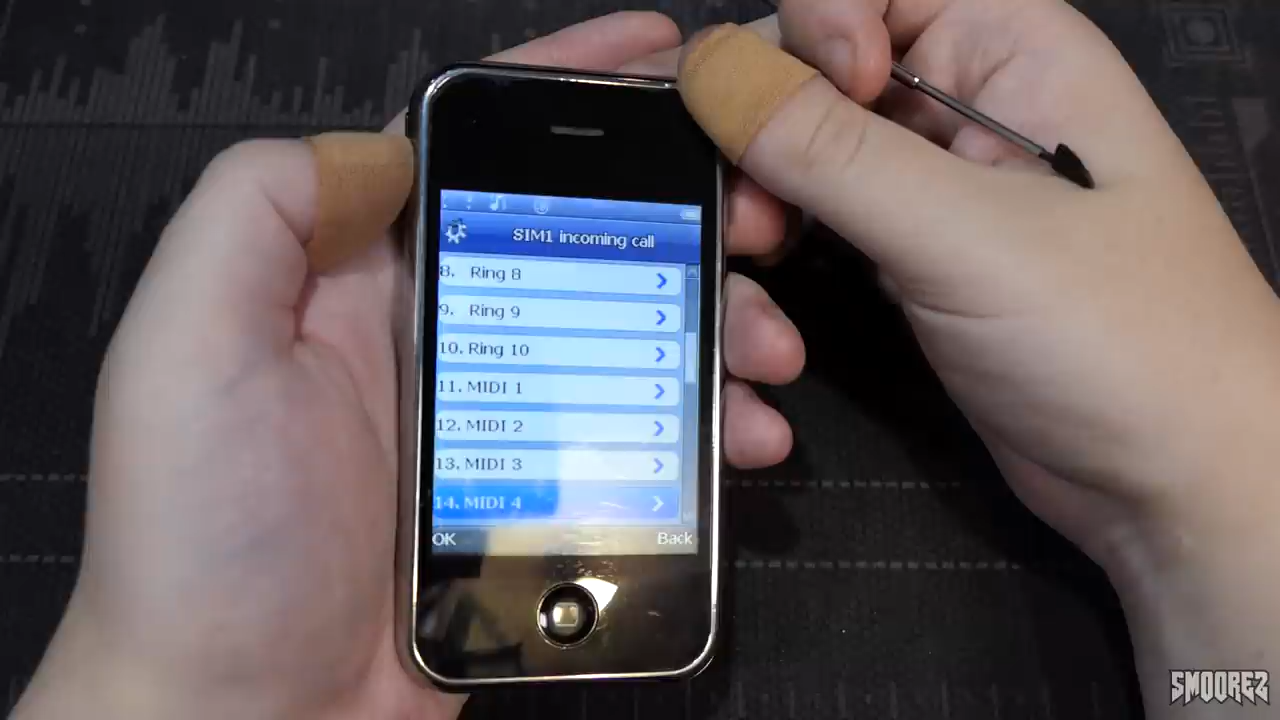 SIM1 incoming call
8. Ring 8
9. Ring 9
10. Ring 10
11. MIDI 1
12. MIDI 2
13. MIDI 3
14. MIDI 4
OK Back
SMOOREZ